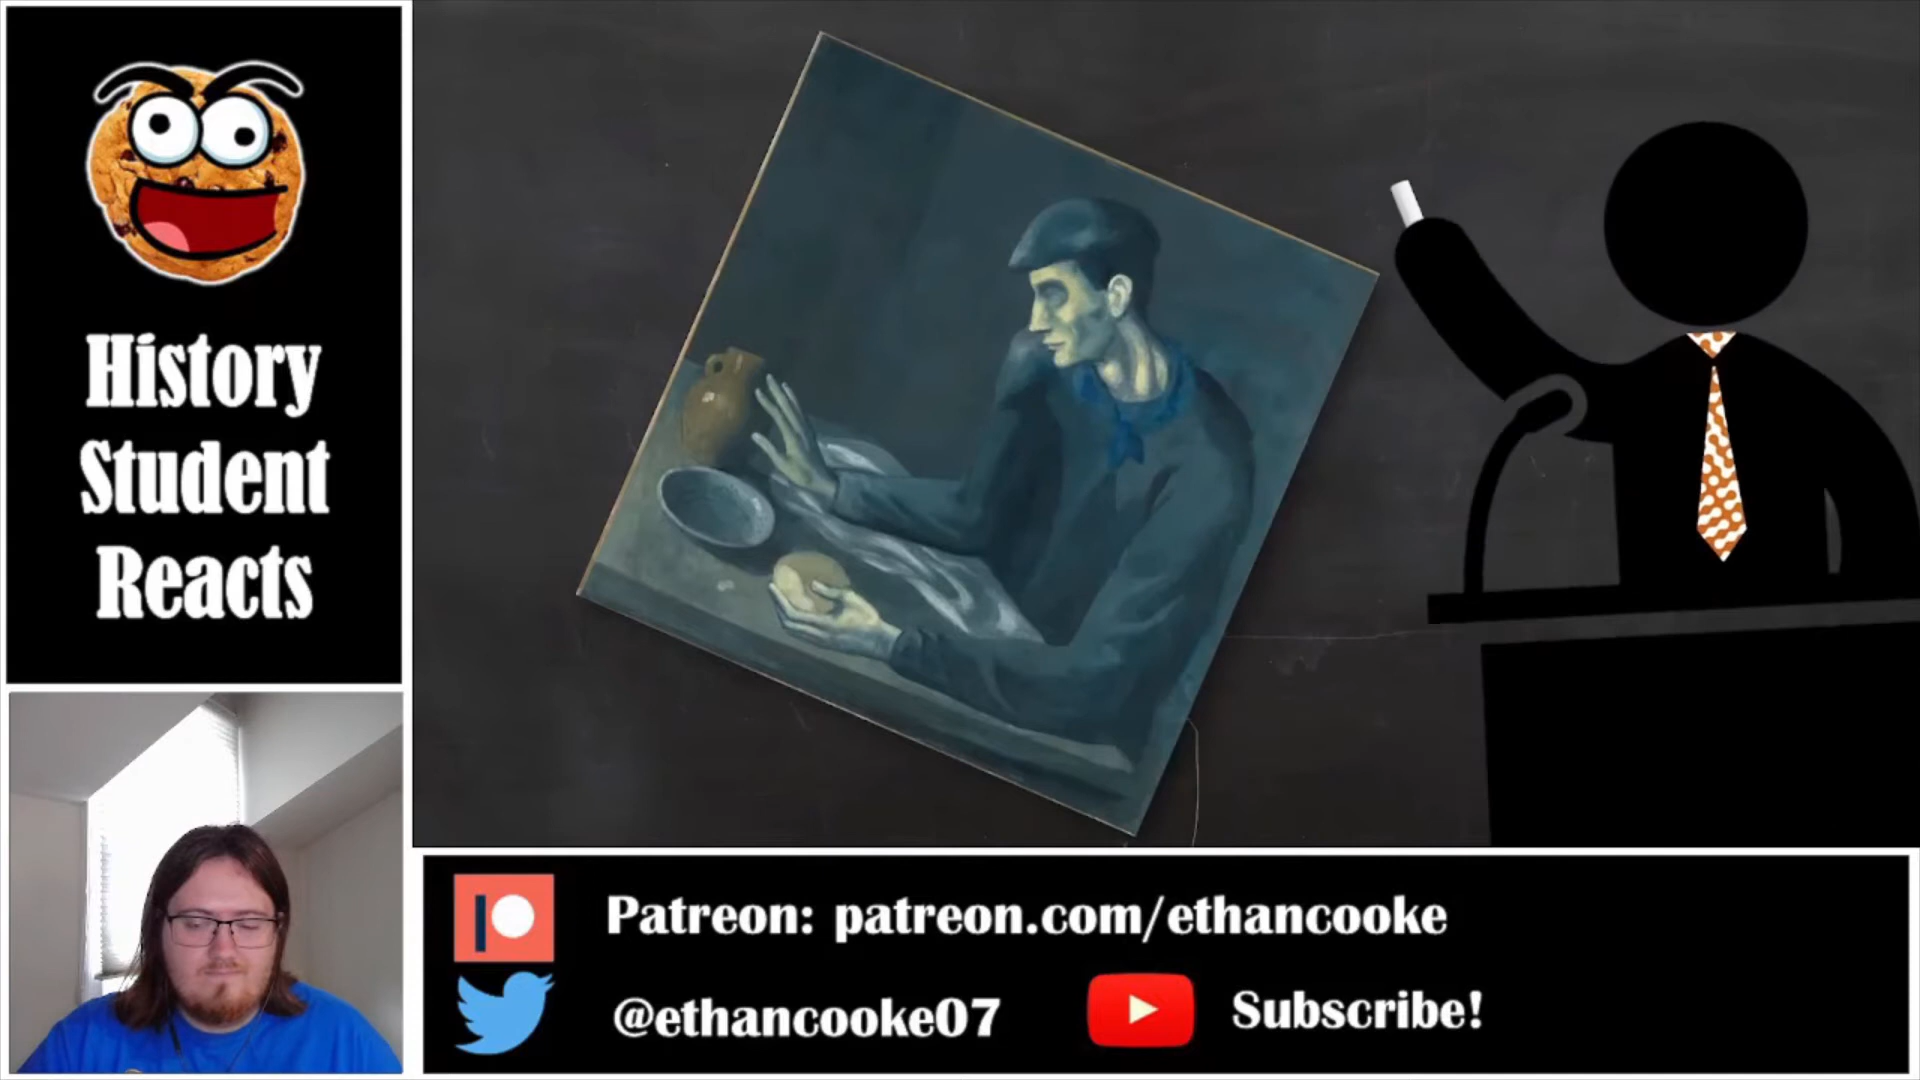 History
Student
Reacts
Patreon: patreon.com/ethancooke
@ethancooke07
Subscribe!